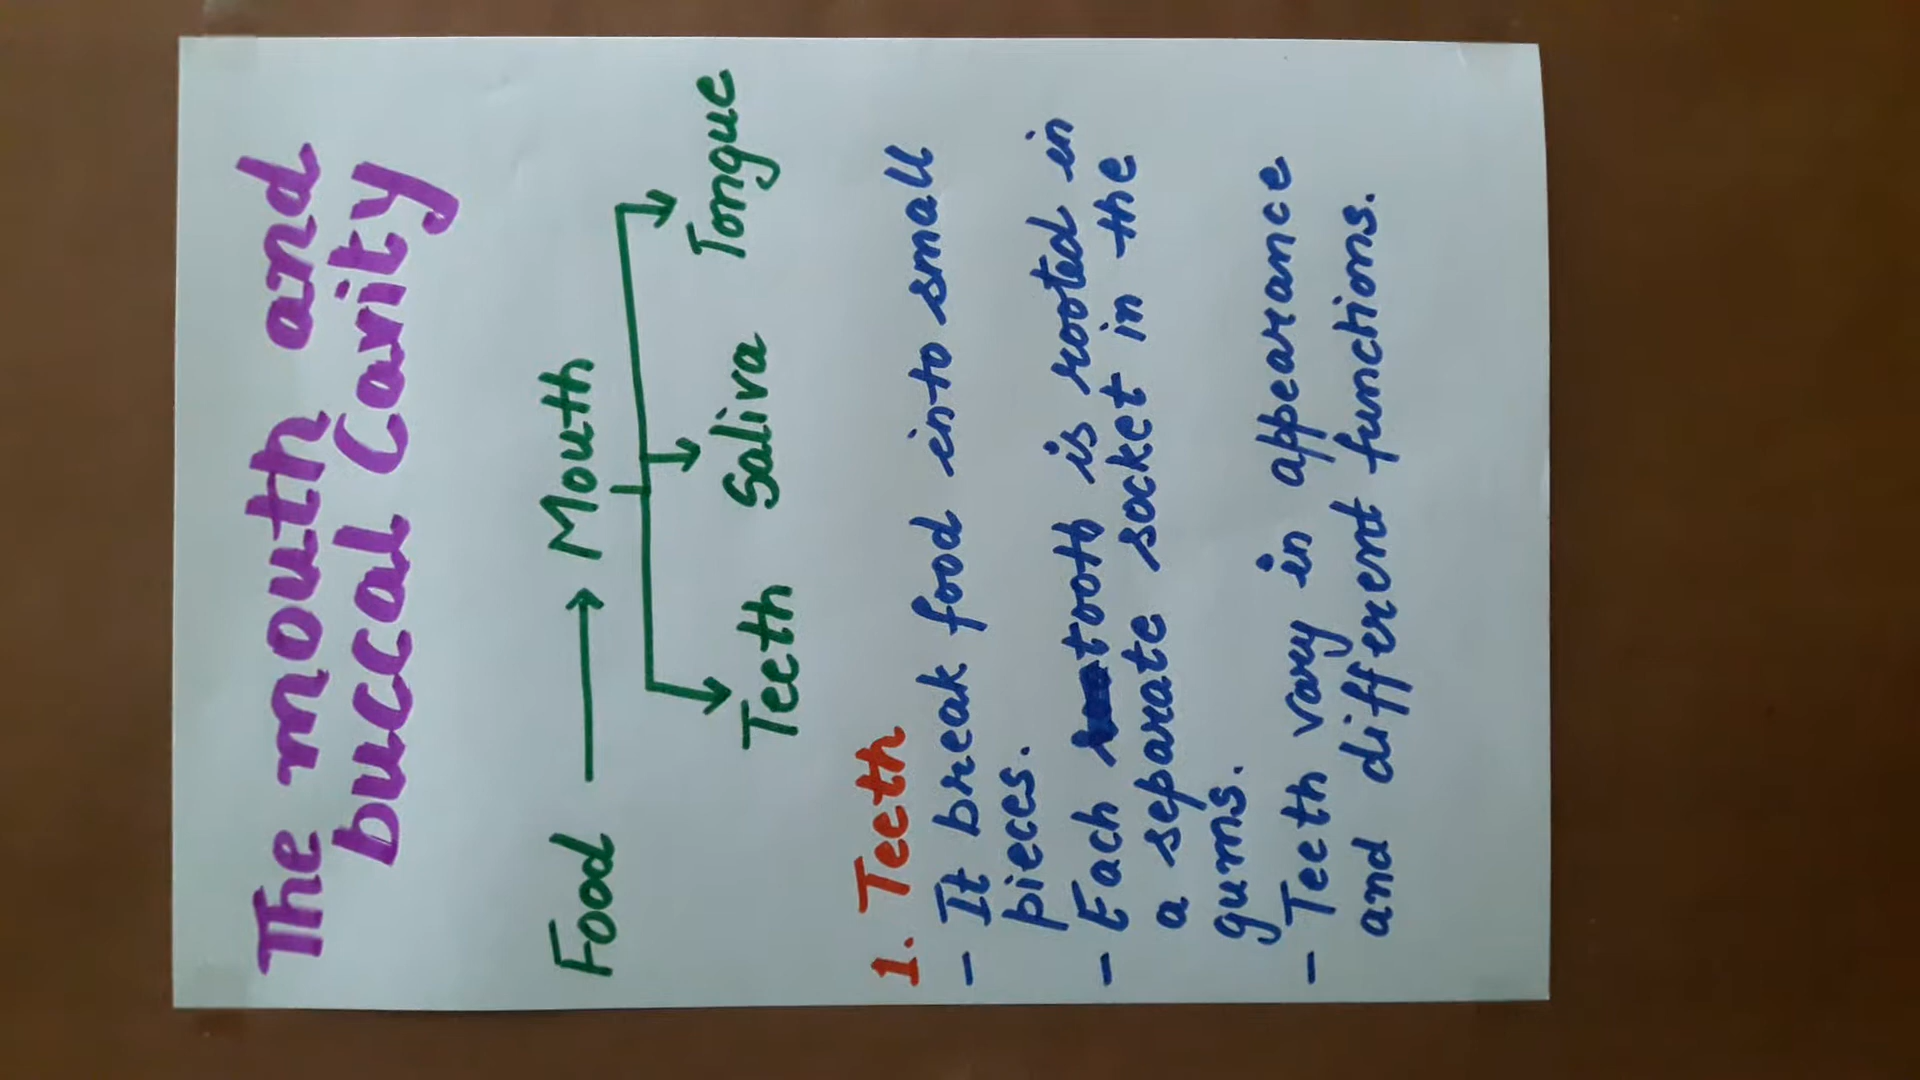 The mouth and
buccal Cavity
Food → Mouth
Teeth Saliva Tongue
1. Teeth
- It break food into small
pieces.
- Each tooth is rooted in
a separate socket in the
gums.
- Teeth vary in appearance
and different functions.